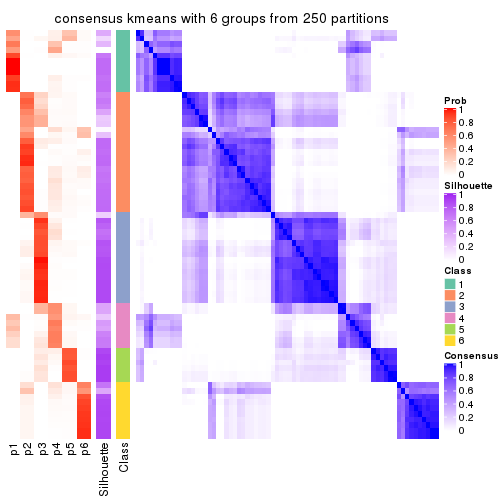 consensus kmeans with 6 groups from 250 partitions
Prob
1
0.8
0.6
0.4
0.2
0
Silhouette
1
0.8
0.6
0.4
0.2
0
Class
1
2
3
4
5
6
Consensus
1
0.8
0.6
0.4
0.2
0
p1
p2
p3
p4
p5
p6
Silhouette
Class